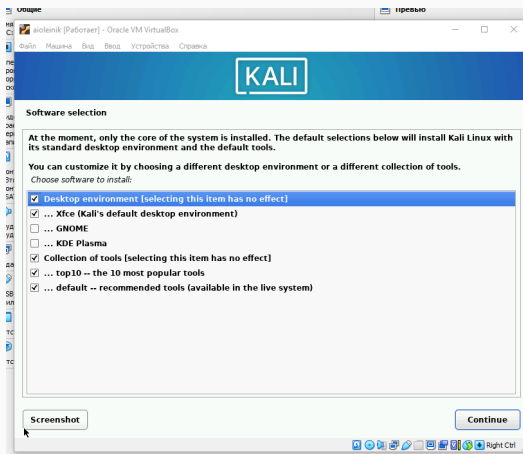 Общие
Превью
aioleinik [Работает] - Oracle VM VirtualBox
Файл Машина Вид Ввод Устройства Справка
KALI
Software selection
At the moment, only the core of the system is installed. The default selections below will install Kali Linux with
its standard desktop environment and the default tools.
You can customize it by choosing a different desktop environment or a different collection of tools.
Choose software to install:
Desktop environment [selecting this item has no effect]
... Xfce (Kali's default desktop environment)
... GNOME
... KDE Plasma
Collection of tools [selecting this item has no effect]
... top10 -- the 10 most popular tools
... default -- recommended tools (available in the live system)
Screenshot
Continue
Right Ctrl